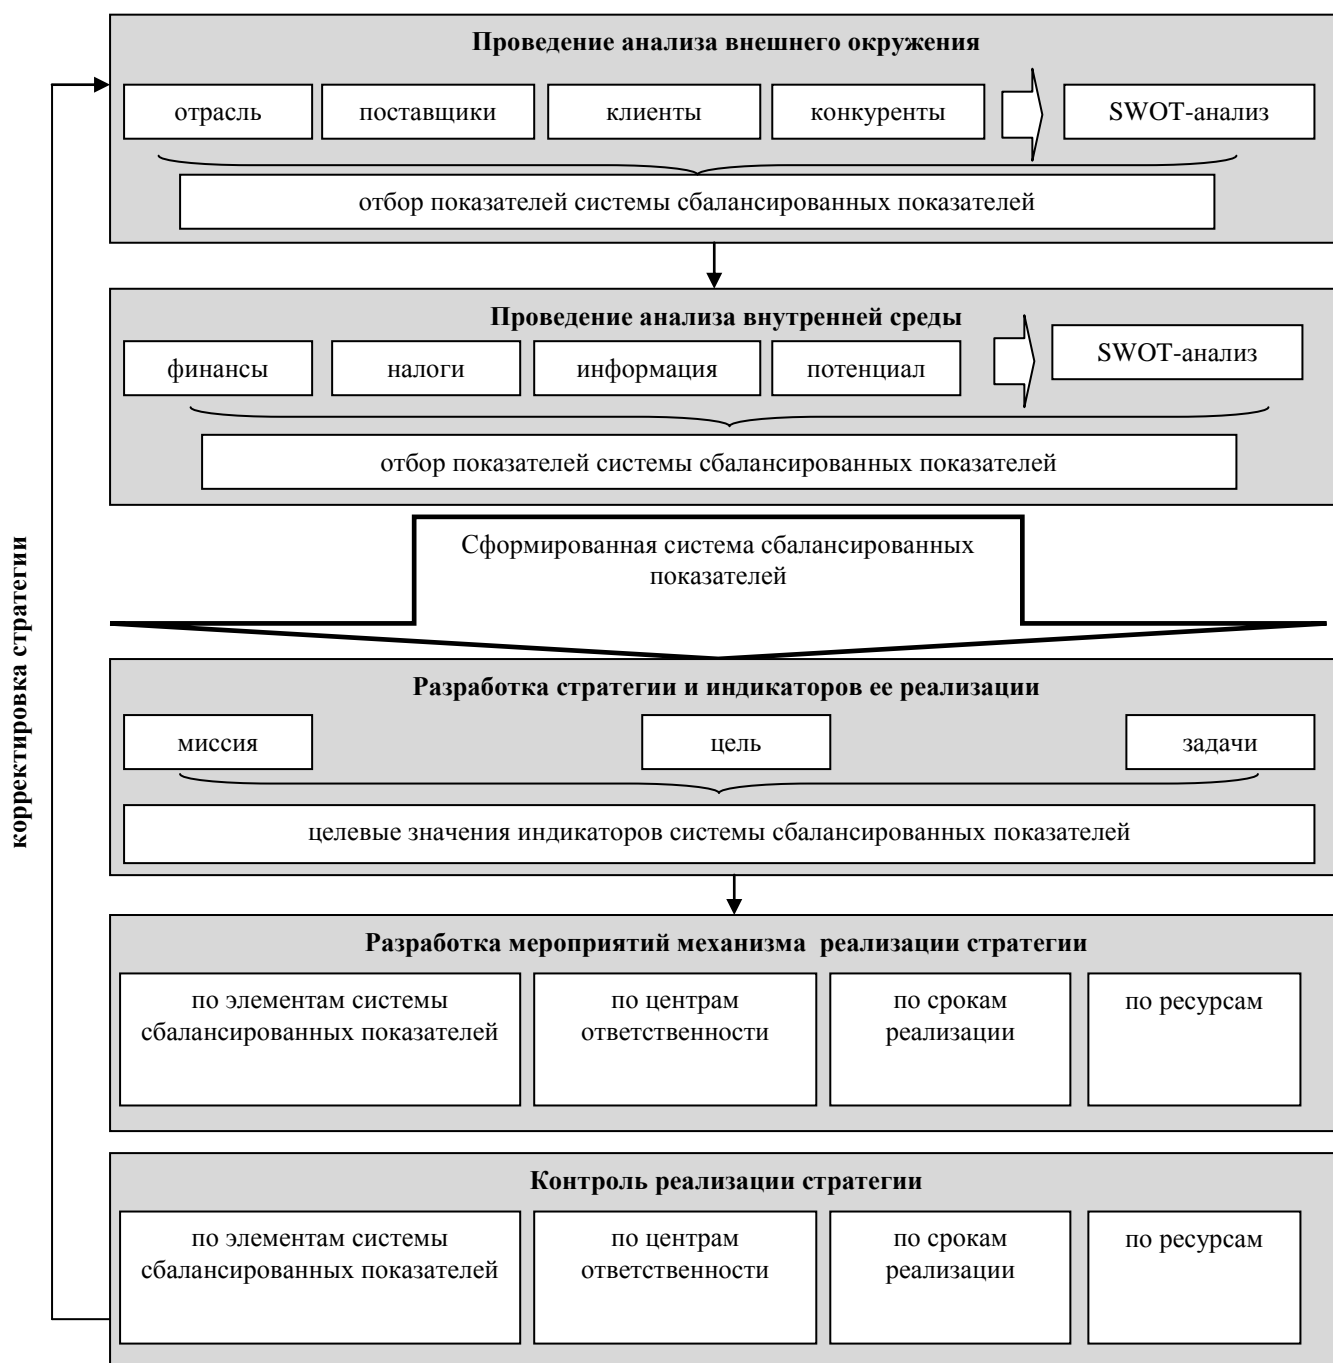 Проведение анализа внешнего окружения
отрасль
поставщики
клиенты
конкуренты
SWOT-анализ
отбор показателей системы сбалансированных показателей
Проведение анализа внутренней среды
финансы
налоги
информация
потенциал
SWOT-анализ
отбор показателей системы сбалансированных показателей
Сформированная система сбалансированных
показателей
корректировка стратегии
Разработка стратегии и индикаторов ее реализации
миссия
цель
задачи
целевые значения индикаторов системы сбалансированных показателей
Разработка мероприятий механизма  реализации стратегии
по элементам системы
сбалансированных показателей
по центрам
ответственности
по срокам
реализации
по ресурсам
Контроль реализации стратегии
по элементам системы
сбалансированных показателей
по центрам
ответственности
по срокам
реализации
по ресурсам